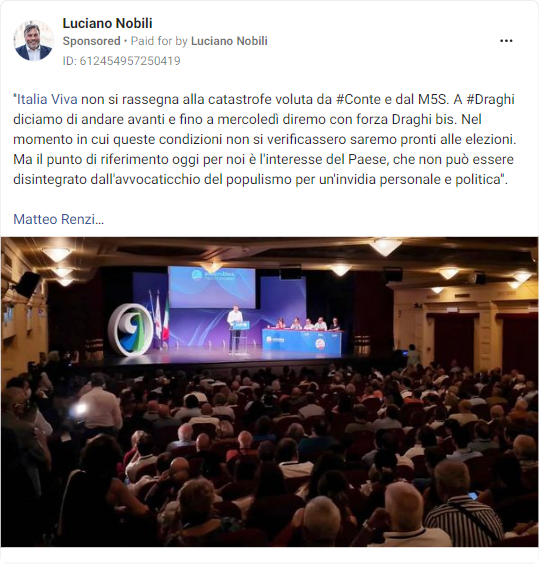 Luciano Nobili
Sponsored • Paid for by Luciano Nobili
ID: 612454957250419
"Italia Viva non si rassegna alla catastrofe voluta da #Conte e dal M5S. A #Draghi
diciamo di andare avanti e fino a mercoledì diremo con forza Draghi bis. Nel
momento in cui queste condizioni non si verificassero saremo pronti alle elezioni.
Ma il punto di riferimento oggi per noi è l'interesse del Paese, che non può essere
disintegrato dall'avvocaticchio del populismo per un'invidia personale e politica".
Matteo Renzi...